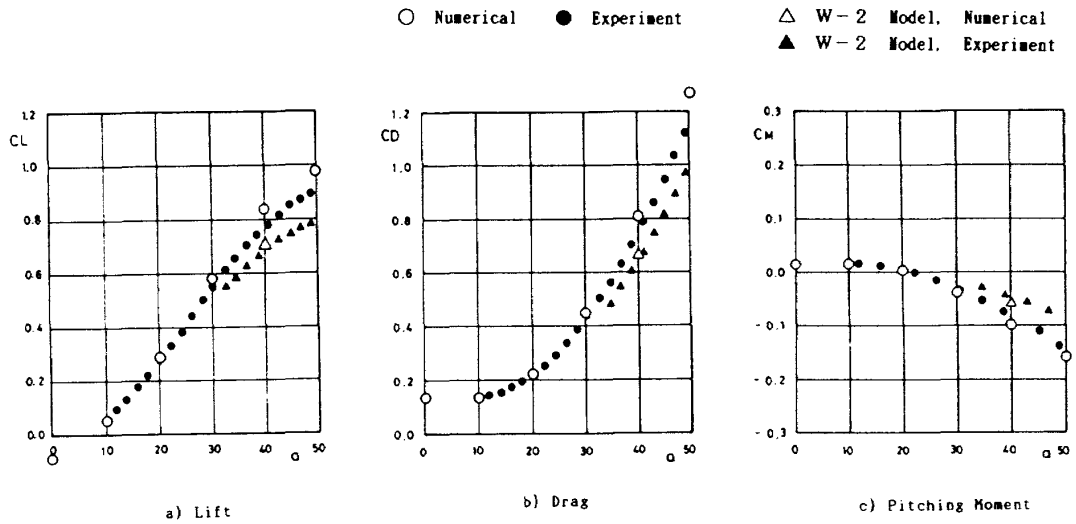 Numerical
Experiment
W-2 Model, Numerical
W-2 Model, Experiment
CL
1.2
1.0
0.8
0.6
0.4
0.2
0.0
0 10 20 30 40 50
α
a) Lift
CD
1.2
1.0
0.8
0.6
0.4
0.2
0.0
0 10 20 30 40 50
α
b) Drag
CM
0.3
0.2
0.1
0.0
-0.1
-0.2
-0.3
0 10 20 30 40 50
α
c) Pitching Moment